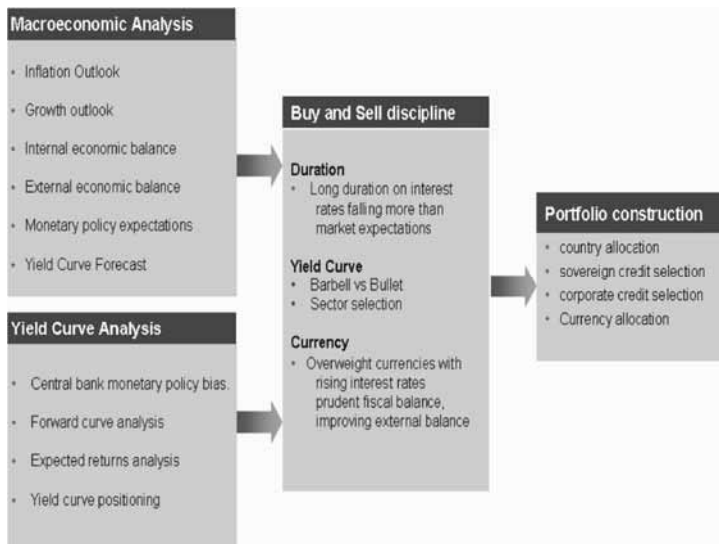 Macroeconomic Analysis
• Inflation Outlook
• Growth outlook
• Internal economic balance
• External economic balance
• Monetary policy expectations
• Yield Curve Forecast
Yield Curve Analysis
• Central bank monetary policy bias.
• Forward curve analysis
• Expected returns analysis
• Yield curve positioning
Buy and Sell discipline
Duration
• Long duration on interest
rates falling more than
market expectations
Yield Curve
• Barbell vs Bullet
• Sector selection
Currency
• Overweight currencies with
rising interest rates
prudent fiscal balance,
improving external balance
Portfolio construction
• country allocation
• sovereign credit selection
• corporate credit selection
• Currency allocation